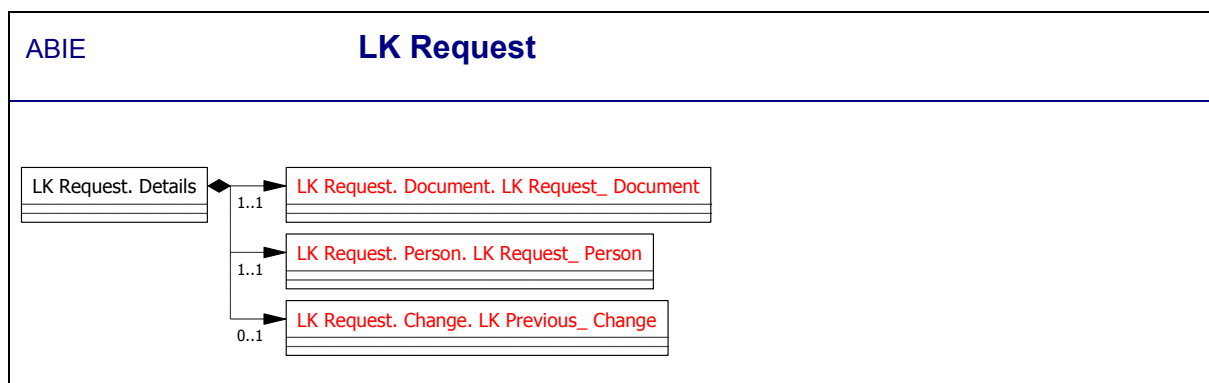 ABIE LK Request
LK Request. Details
LK Request. Document. LK Request_ Document
1..1
LK Request. Person. LK Request_ Person
1..1
LK Request. Change. LK Previous_ Change
0..1